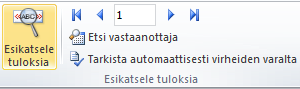 «ABC»
1
Esikatsele
tuloksia
Etsi vastaanottaja
Tarkista automaattisesti virheiden varalta
Esikatsele tuloksia